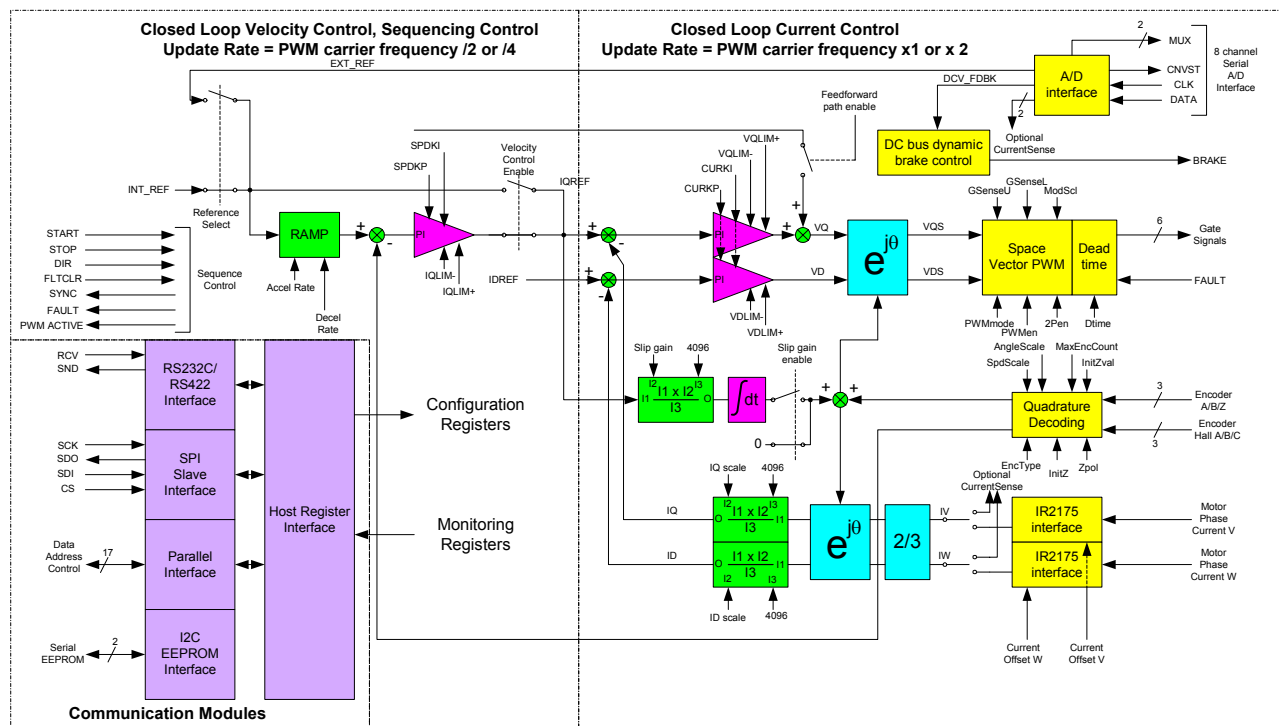 Closed Loop Velocity Control, Sequencing Control
Update Rate = PWM carrier frequency /2 or /4
Closed Loop Current Control
Update Rate = PWM carrier frequency x1 or x 2
EXT_REF
INT_REF
Reference
Select
START
STOP
DIR
FLTCLR
SYNC
FAULT
PWM ACTIVE
Sequence
Control
RAMP
Accel Rate
Decel
Rate
+
-
SPDKP
SPDKI
PI
IQLIM-
IQLIM+
Velocity
Control
Enable
IQREF
IDREF
+
-
+
-
CURKP
CURKI
VQLIM-
VQLIM+
PI
PI
VDLIM-
VDLIM+
Feedforward
path enable
+
+
VQ
VD
e^jθ
VQS
VDS
DCV_FDBK
A/D
interface
2
MUX
CNVST
CLK
DATA
8 channel
Serial
A/D
Interface
2
Optional
CurrentSense
DC bus dynamic
brake control
BRAKE
GSenseU
GSenseL
ModScl
Space
Vector PWM
Dead
time
6
Gate
Signals
FAULT
PWMmode
PWMen
2Pen
Dtime
Slip gain
4096
I2
I3
I1
I1 x I2
I3
O
∫dt
Slip gain
enable
0
+
+
AngleScale
SpdScale
MaxEncCount
InitZval
Quadrature
Decoding
3
Encoder
A/B/Z
3
Encoder
Hall A/B/C
EncType
InitZ
Zpol
IQ scale
4096
I2
I3
IQ
O
I1 x I2
I3
I1
ID
O
I1 x I2
I3
I1
I2
I3
ID scale
4096
e^jθ
2/3
IV
IW
Optional
CurrentSense
IR2175
interface
IR2175
interface
Motor
Phase
Current V
Motor
Phase
Current W
Current
Offset W
Current
Offset V
RCV
SND
RS232C/
RS422
Interface
SCK
SDO
SDI
CS
SPI
Slave
Interface
Data
Address
Control
17
Parallel
Interface
Serial
EEPROM
2
I2C
EEPROM
Interface
Host Register
Interface
Configuration
Registers
Monitoring
Registers
Communication Modules